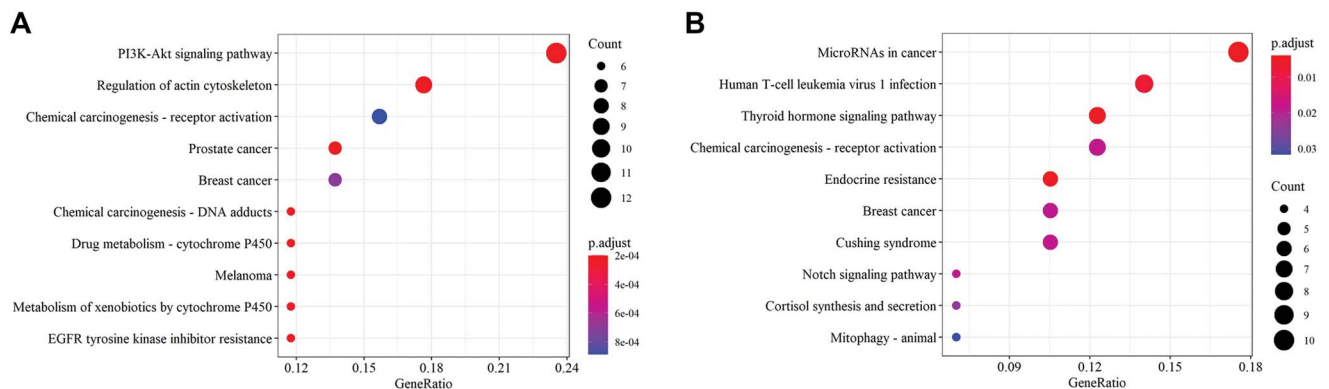 A
PI3K-Akt signaling pathway
Regulation of actin cytoskeleton
Chemical carcinogenesis - receptor activation
Prostate cancer
Breast cancer
Chemical carcinogenesis - DNA adducts
Drug metabolism - cytochrome P450
Melanoma
Metabolism of xenobiotics by cytochrome P450
EGFR tyrosine kinase inhibitor resistance
0.12 0.15 0.18 0.21 0.24
GeneRatio
Count
6
7
8
9
10
11
12
p.adjust
2e-04
4e-04
6e-04
8e-04
B
MicroRNAs in cancer
Human T-cell leukemia virus 1 infection
Thyroid hormone signaling pathway
Chemical carcinogenesis - receptor activation
Endocrine resistance
Breast cancer
Cushing syndrome
Notch signaling pathway
Cortisol synthesis and secretion
Mitophagy - animal
0.09 0.12 0.15 0.18
GeneRatio
p.adjust
0.01
0.02
0.03
Count
4
5
6
7
8
9
10